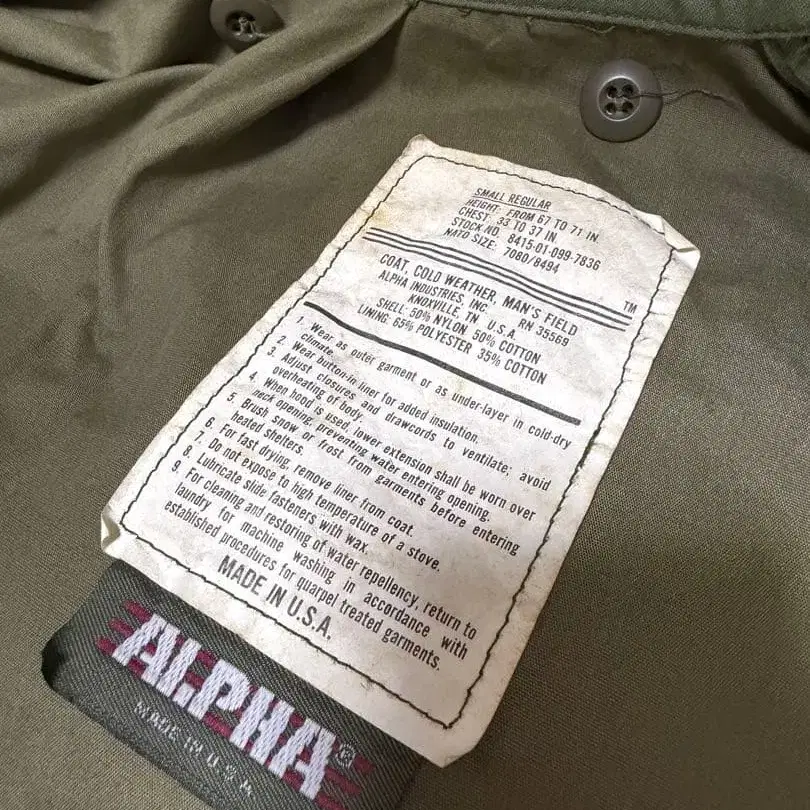 SMALL REGULAR
HEIGHT: FROM 67 TO 71 IN
CHEST: 33 TO 37 IN
STOCK NO. 8415-01-099-7836
NATO SIZE: 7080/8494
TM
COAT, COLD WEATHER, MAN'S FIELD
ALPHA INDUSTRIES, INC RN 35569
KNOXVILLE, TN U.S.A.
SHELL: 50% NYLON 50% COTTON
LINING: 65% POLYESTER 35% COTTON
1. Wear as outer garment or as under-layer in cold-dry
climate.
2. Wear button-in liner for added insulation.
3. Adjust closures and drawcords to ventilate; avoid
overheating of body.
4. When hood is used, lower extension shall be worn over
neck opening, preventing water entering opening.
5. Brush snow or frost from garments before entering
heated shelters.
6. For fast drying, remove liner from coat.
7. Do not expose to high temperature of a stove.
8. Lubricate slide fasteners with wax.
9. For cleaning and restoring of water repellency, return to
laundry for machine washing in accordance with
established procedures for quarpel treated garments.
MADE IN U.S.A.
ALPHA®
MADE IN U.S.A.